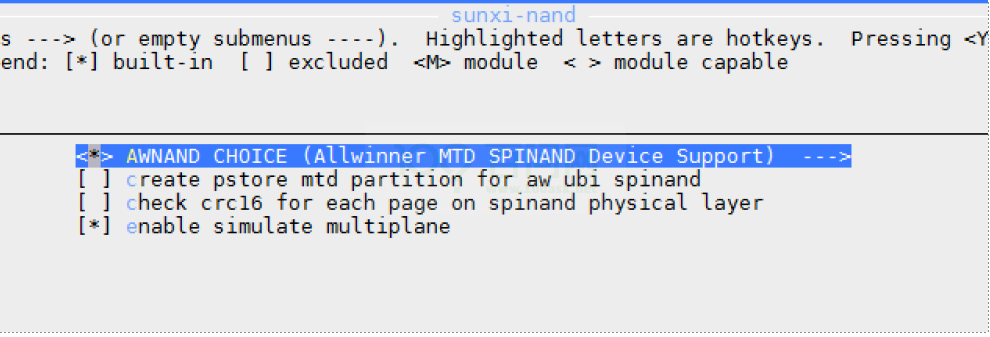 sunxi-nand
s ---> (or empty submenus ----).  Highlighted letters are hotkeys.  Pressing <Y
end: [*] built-in  [ ] excluded  <M> module  < > module capable
<*> AWNAND CHOICE (Allwinner MTD SPINAND Device Support)  --->
[ ] create pstore mtd partition for aw ubi spinand
[ ] check crc16 for each page on spinand physical layer
[*] enable simulate multiplane